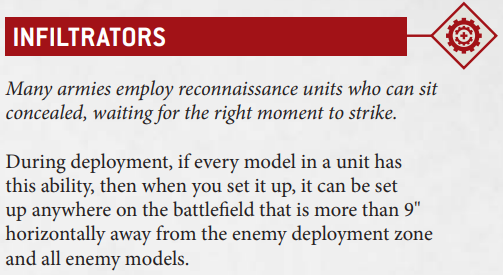 INFILTRATORS
Many armies employ reconnaissance units who can sit
concealed, waiting for the right moment to strike.
During deployment, if every model in a unit has
this ability, then when you set it up, it can be set
up anywhere on the battlefield that is more than 9"
horizontally away from the enemy deployment zone
and all enemy models.